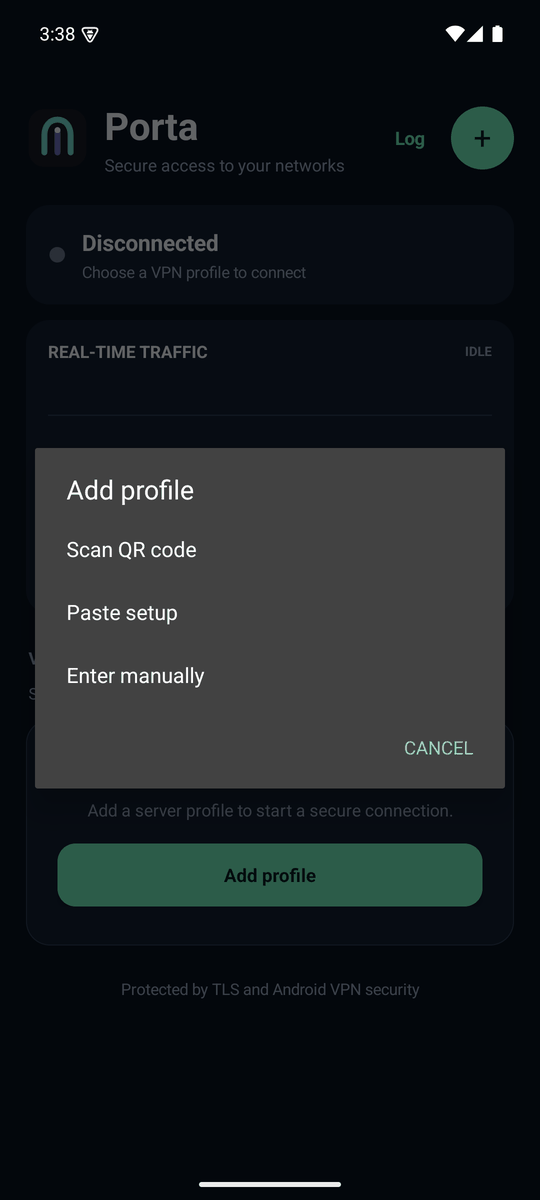 3:38
Porta
Secure access to your networks
Log
+
Disconnected
Choose a VPN profile to connect
REAL-TIME TRAFFIC
IDLE
Add profile
Scan QR code
Paste setup
Enter manually
CANCEL
Add a server profile to start a secure connection.
Add profile
Protected by TLS and Android VPN security